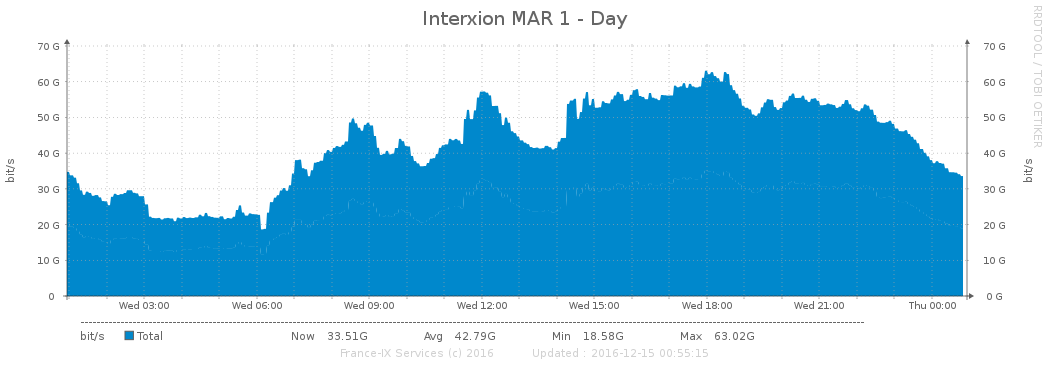 Interxion MAR 1 - Day
RRDTOOL / TOBI OETIKER
bit/s
bit/s
70 G 70 G
60 G 60 G
50 G 50 G
40 G 40 G
30 G 30 G
20 G 20 G
10 G 10 G
0 0 G
Wed 03:00 Wed 06:00 Wed 09:00 Wed 12:00 Wed 15:00 Wed 18:00 Wed 21:00 Thu 00:00
bit/s Total Now 33.51G Avg 42.79G Min 18.58G Max 63.02G
France-IX Services (c) 2016 Updated : 2016-12-15 00:55:15